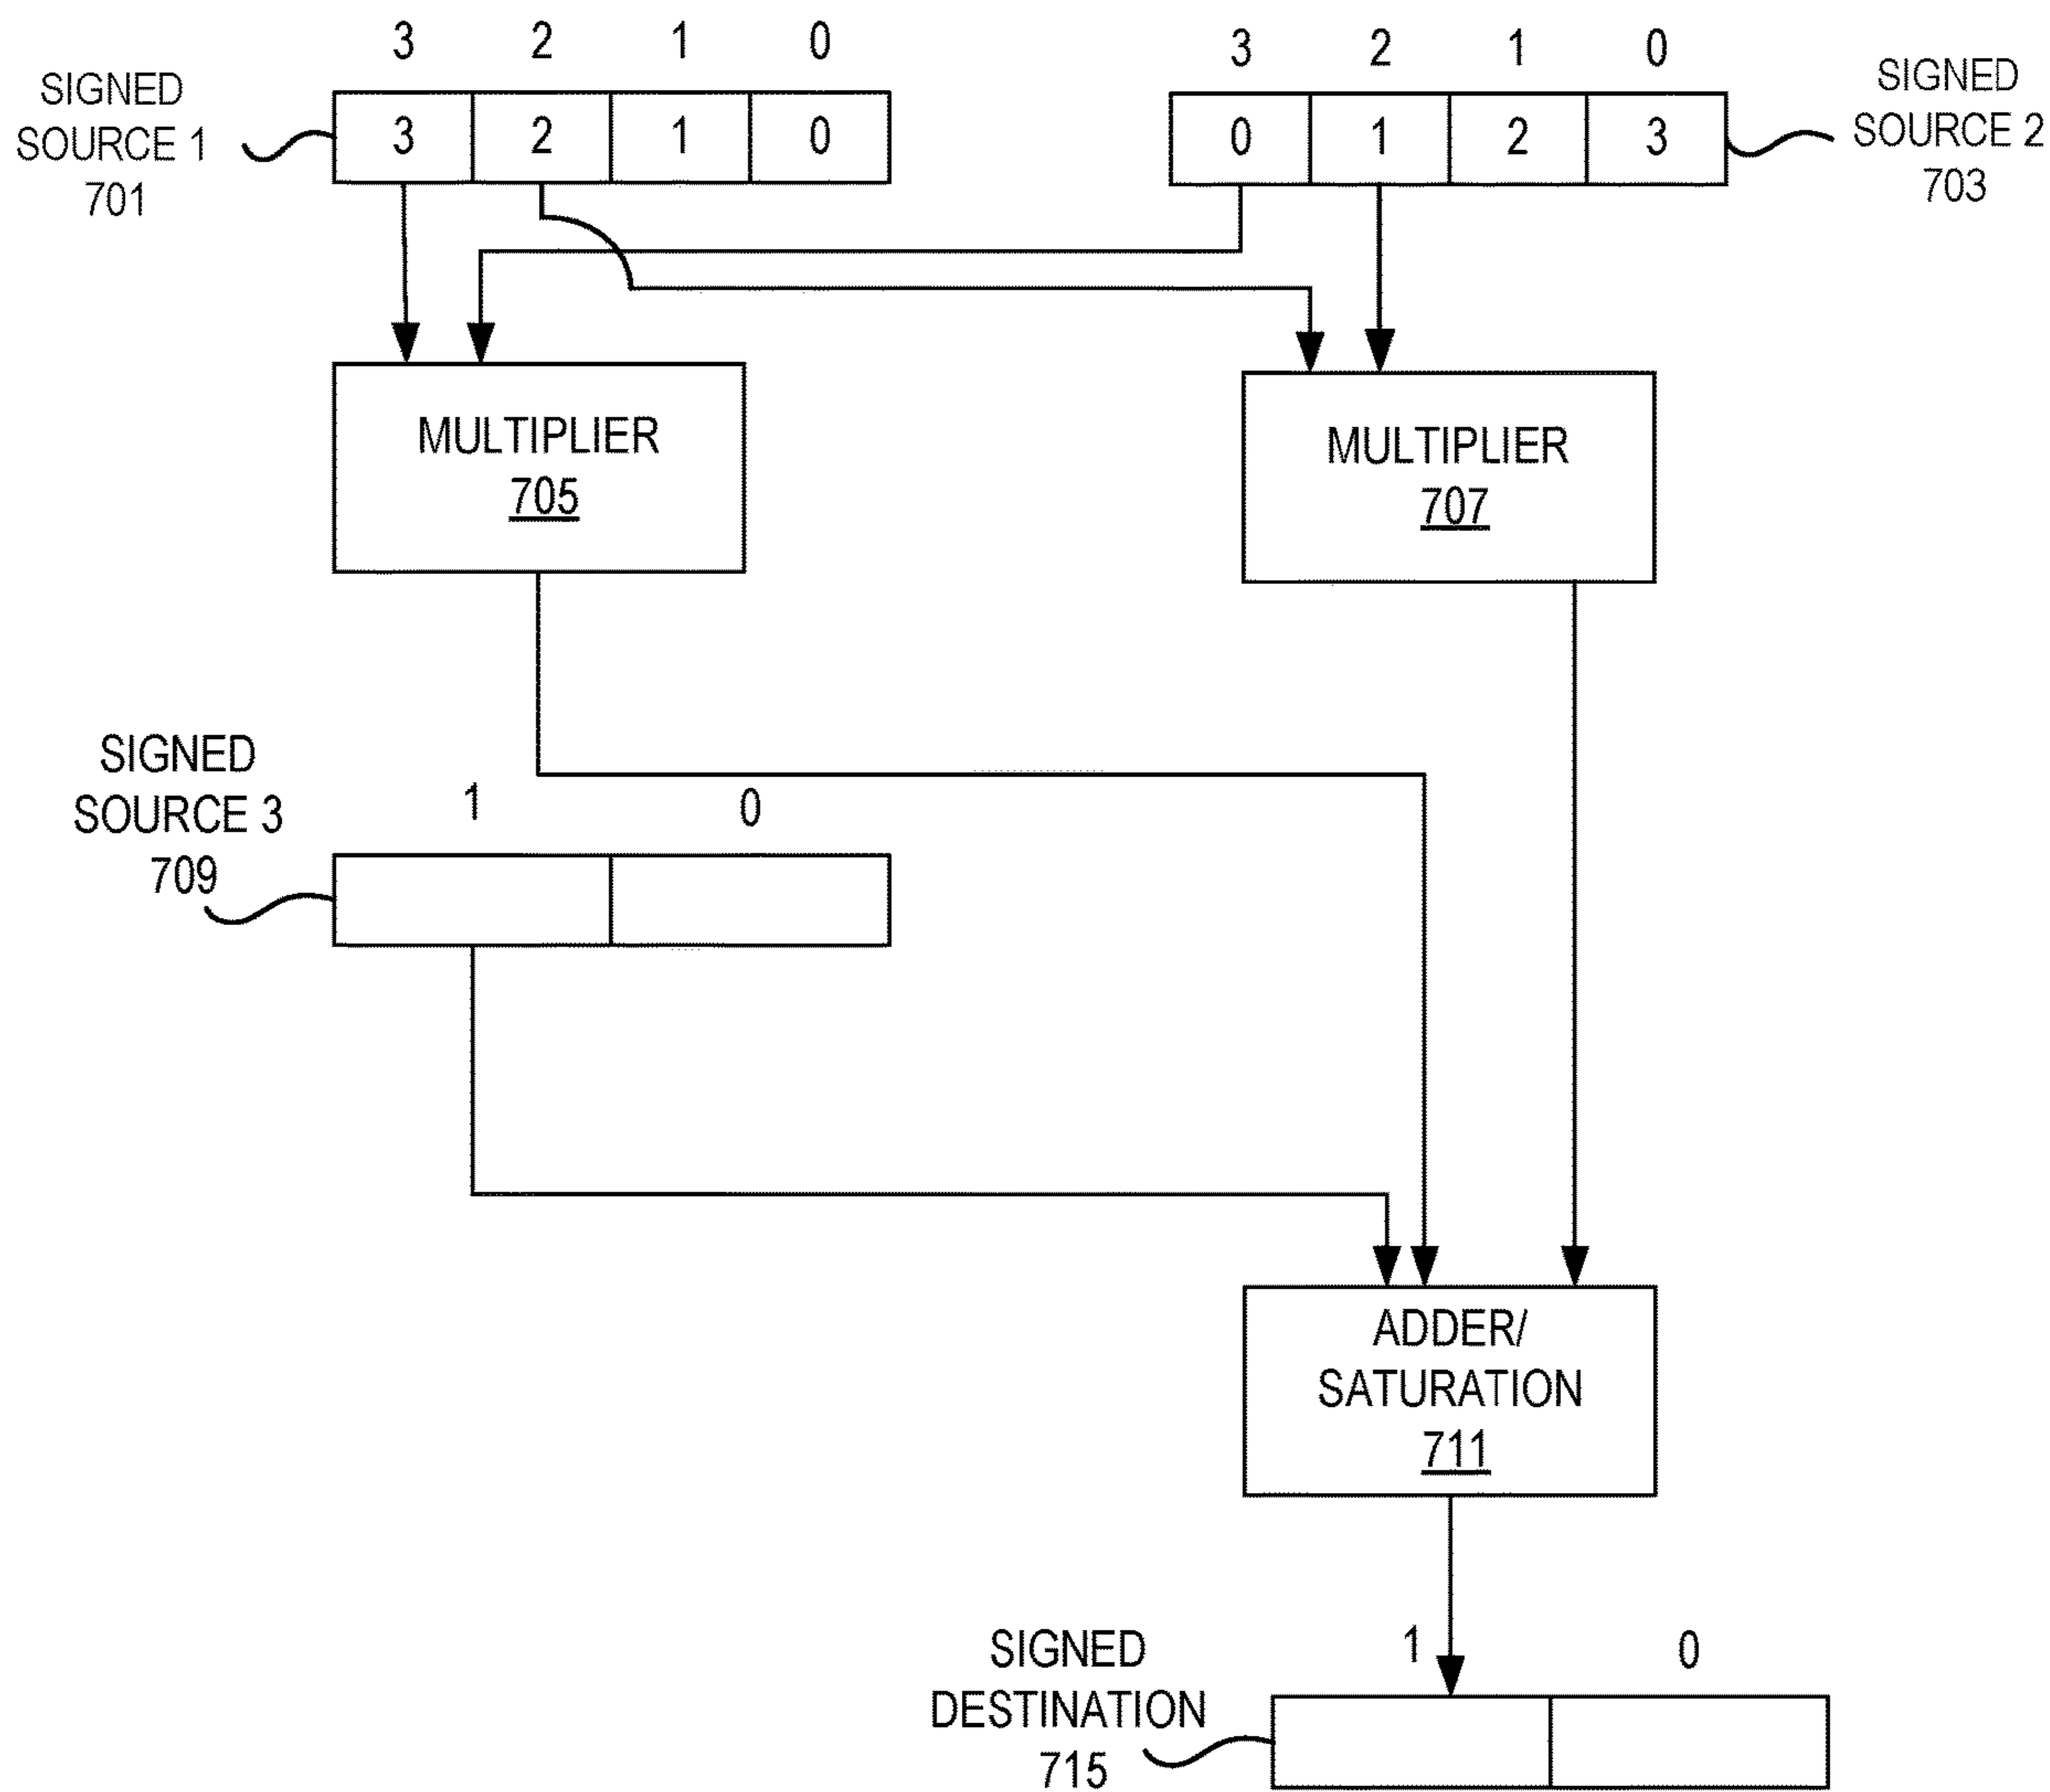 3 2 1 0
3 2 1 0
SIGNED
SOURCE 1
701
3 2 1 0
0 1 2 3
SIGNED
SOURCE 2
703
MULTIPLIER
705
MULTIPLIER
707
SIGNED
SOURCE 3
709
1 0
ADDER/
SATURATION
711
SIGNED
DESTINATION
715
1 0